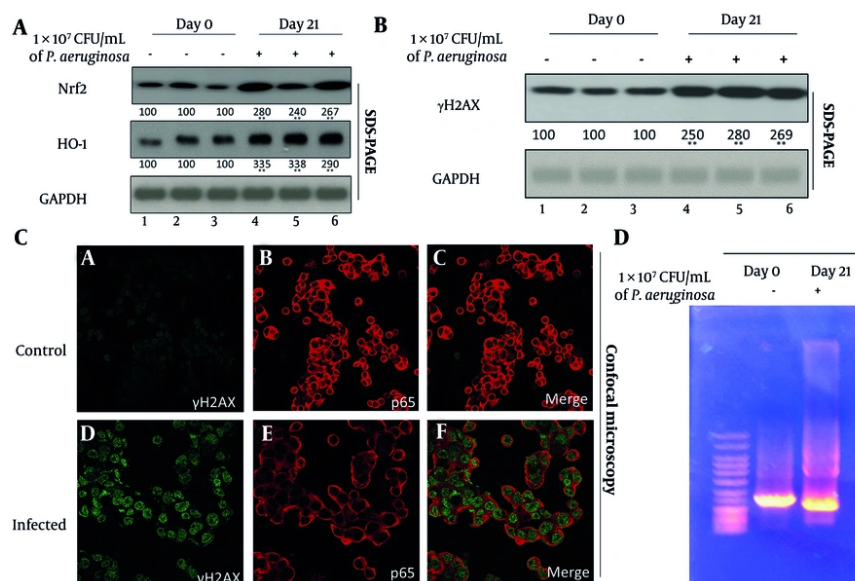 A
Day 0 Day 21
1×10⁷ CFU/mL
of P. aeruginosa - - - + + +
Nrf2
100 100 100 280 240 267
** ** **
HO-1
100 100 100 335 338 290
** ** **
GAPDH
1 2 3 4 5 6
SDS-PAGE
B
Day 0 Day 21
1×10⁷ CFU/mL
of P. aeruginosa - - - + + +
γH2AX
100 100 100 250 280 269
** ** **
GAPDH
1 2 3 4 5 6
SDS-PAGE
C
A B C
Control
γH2AX p65 Merge
D E F
Infected
γH2AX p65 Merge
Confocal microscopy
D
Day 0 Day 21
1×10⁷ CFU/mL
of P. aeruginosa - +